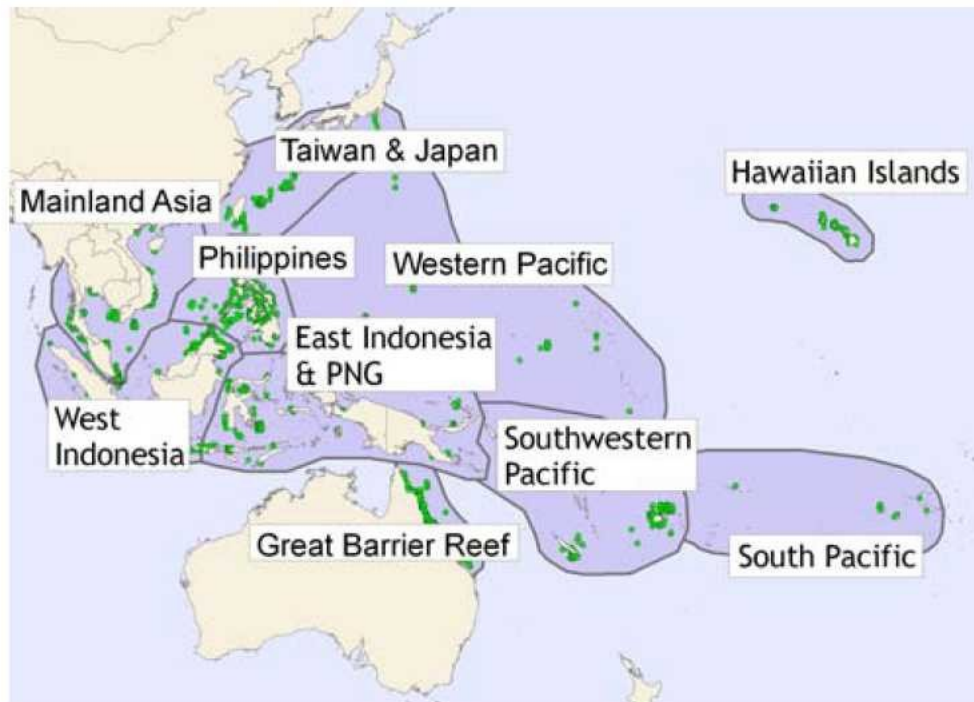 Taiwan & Japan
Hawaiian Islands
Mainland Asia
Philippines
Western Pacific
East Indonesia
& PNG
West
Indonesia
Southwestern
Pacific
Great Barrier Reef
South Pacific